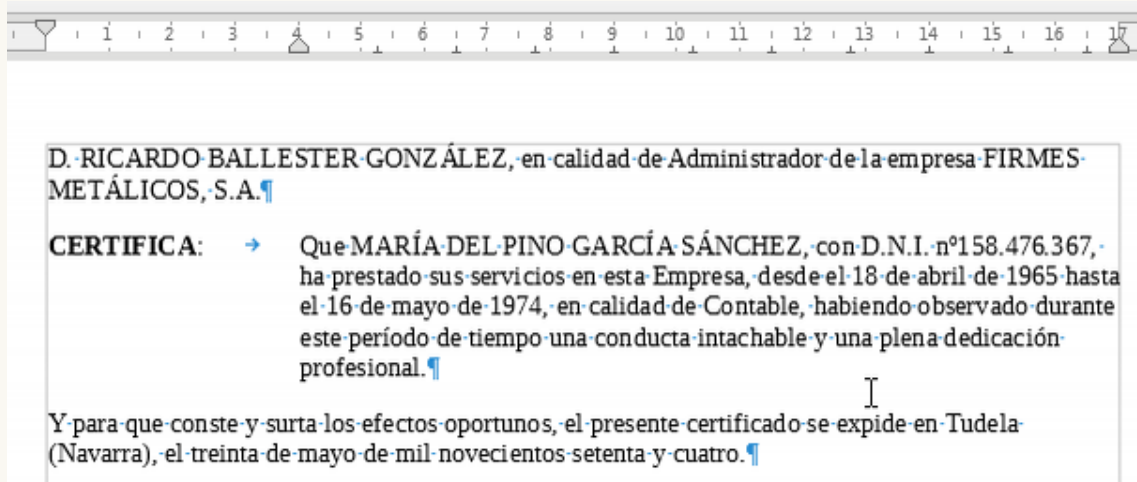 1 2 3 4 5 6 7 8 9 10 11 12 13 14 15 16 17
D. RICARDO BALLESTER GONZÁLEZ, en calidad de Administrador de la empresa FIRMES
METÁLICOS, S.A.¶
CERTIFICA: → Que MARÍA DEL PINO GARCÍA SÁNCHEZ, con D.N.I. nº158.476.367,
ha prestado sus servicios en esta Empresa, desde el 18 de abril de 1965 hasta
el 16 de mayo de 1974, en calidad de Contable, habiendo observado durante
este período de tiempo una conducta intachable y una plena dedicación
profesional.¶
Y para que conste y surta los efectos oportunos, el presente certificado se expide en Tudela
(Navarra), el treinta de mayo de mil novecientos setenta y cuatro.¶